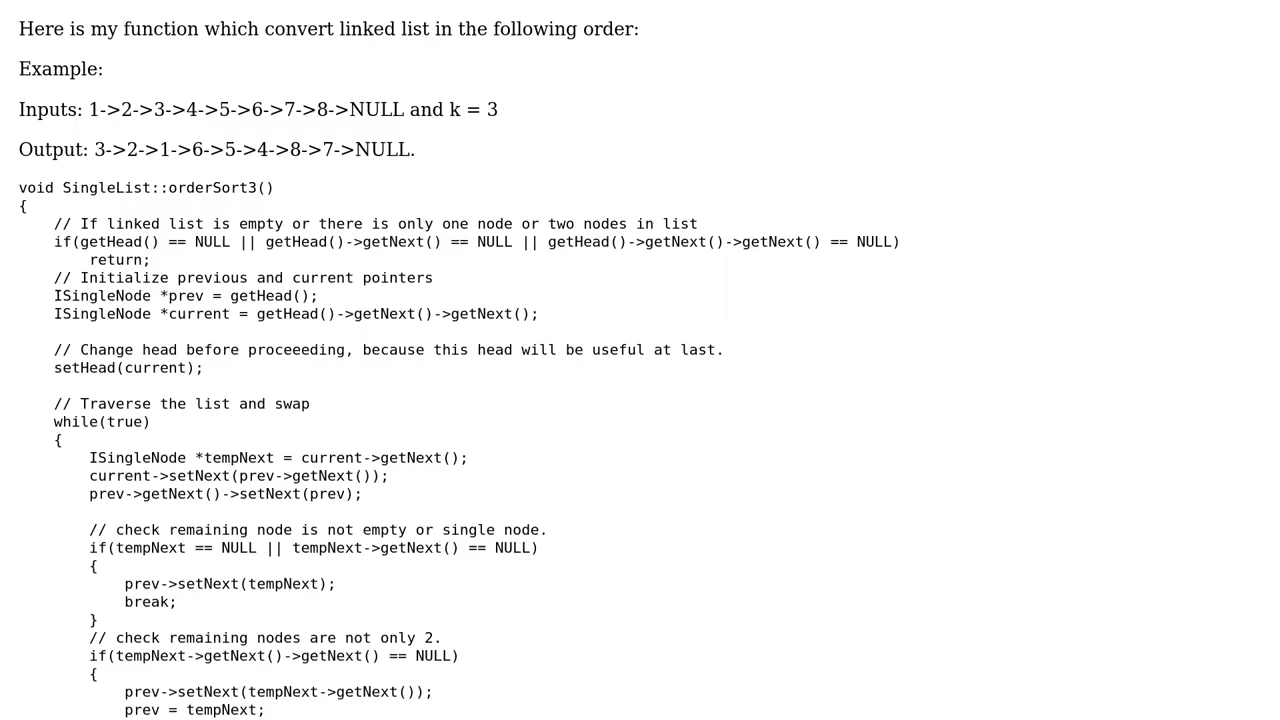 Here is my function which convert linked list in the following order:
Example:
Inputs: 1->2->3->4->5->6->7->8->NULL and k = 3
Output: 3->2->1->6->5->4->8->7->NULL.
void SingleList::orderSort3()
{
    // If linked list is empty or there is only one node or two nodes in list
    if(getHead() == NULL || getHead()->getNext() == NULL || getHead()->getNext()->getNext() == NULL)
        return;
    // Initialize previous and current pointers
    ISingleNode *prev = getHead();
    ISingleNode *current = getHead()->getNext()->getNext();
    // Change head before proceeeding, because this head will be useful at last.
    setHead(current);
    // Traverse the list and swap
    while(true)
    {
        ISingleNode *tempNext = current->getNext();
        current->setNext(prev->getNext());
        prev->getNext()->setNext(prev);
        // check remaining node is not empty or single node.
        if(tempNext == NULL || tempNext->getNext() == NULL)
        {
            prev->setNext(tempNext);
            break;
        }
        // check remaining nodes are not only 2.
        if(tempNext->getNext()->getNext() == NULL)
        {
            prev->setNext(tempNext->getNext());
            prev = tempNext;